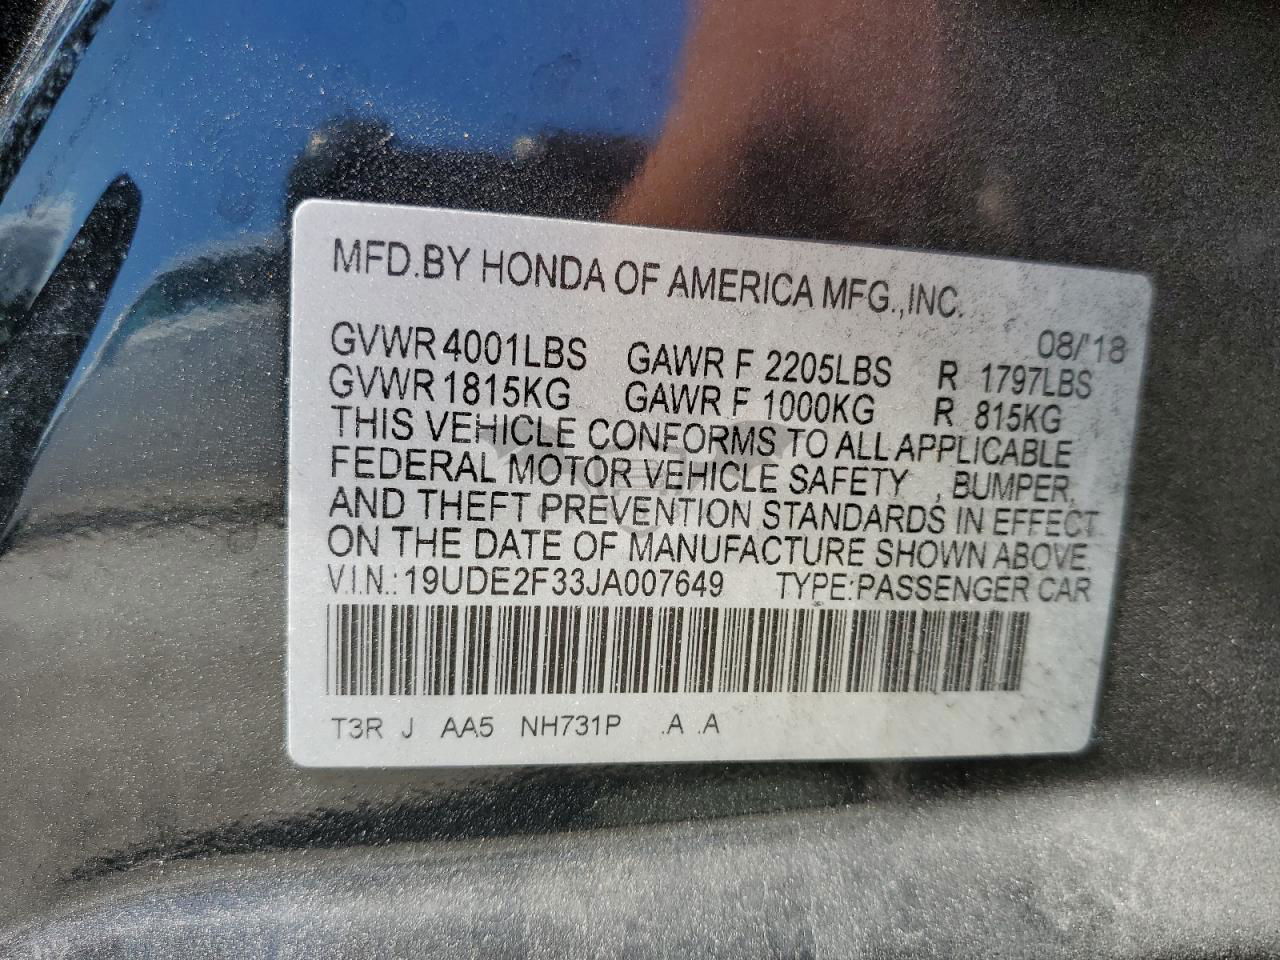 MFD.BY HONDA OF AMERICA MFG.,INC.
08/'18
GVWR 4001LBS GAWR F 2205LBS R 1797LBS
GVWR 1815KG GAWR F 1000KG R 815KG
THIS VEHICLE CONFORMS TO ALL APPLICABLE
FEDERAL MOTOR VEHICLE SAFETY , BUMPER,
AND THEFT PREVENTION STANDARDS IN EFFECT
ON THE DATE OF MANUFACTURE SHOWN ABOVE.
V.I.N.: 19UDE2F33JA007649 TYPE:PASSENGER CAR
T3R J AA5 NH731P .A .A